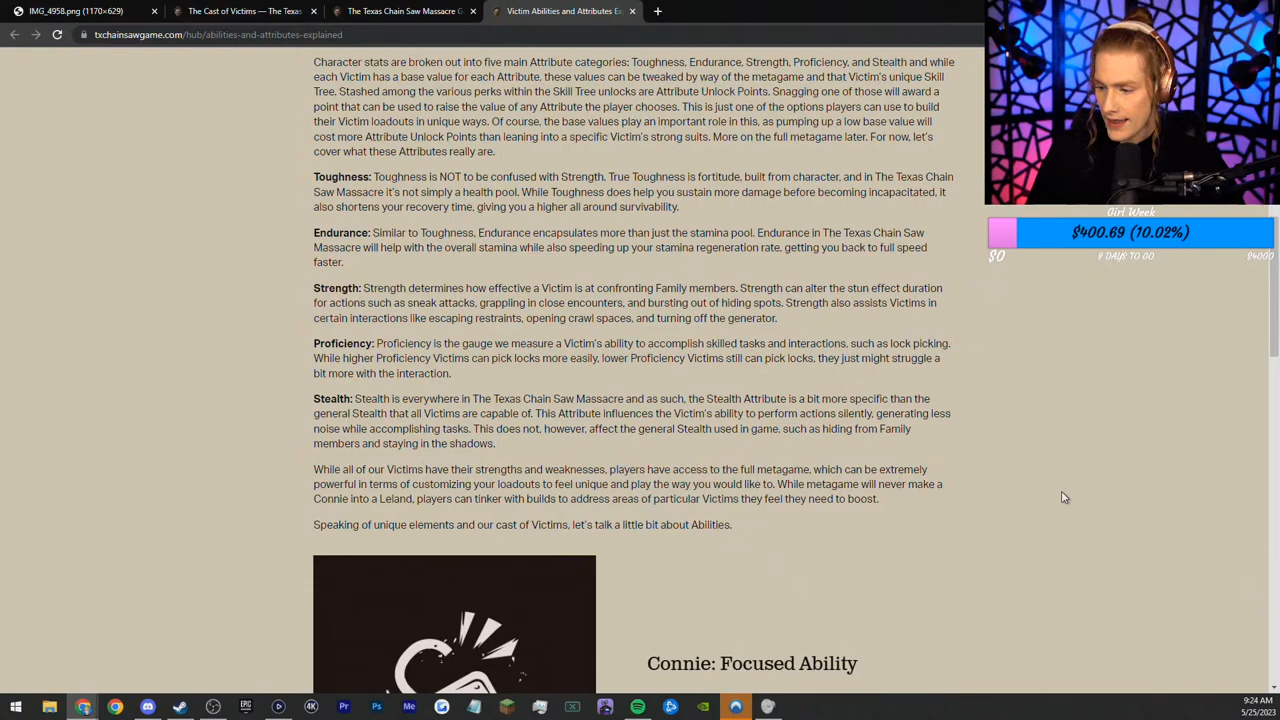 IMG_4958.png (1170×629)
The Cast of Victims — The Texas
The Texas Chain Saw Massacre G
Victim Abilities and Attributes Ex
txchainsawgame.com/hub/abilities-and-attributes-explained
Character stats are broken out into five main Attribute categories: Toughness, Endurance, Strength, Proficiency, and Stealth and while
each Victim has a base value for each Attribute, these values can be tweaked by way of the metagame and that Victim's unique Skill
Tree. Stashed among the various perks within the Skill Tree unlocks are Attribute Unlock Points. Snagging one of those will award a
point that can be used to raise the value of any Attribute the player chooses. This is just one of the options players can use to build
their Victim loadouts in unique ways. Of course, the base values play an important role in this, as pumping up a low base value will
cost more Attribute Unlock Points than leaning into a specific Victim's strong suits. More on the full metagame later. For now, let's
cover what these Attributes really are.
Toughness: Toughness is NOT to be confused with Strength. True Toughness is fortitude, built from character, and in The Texas Chain
Saw Massacre it's not simply a health pool. While Toughness does help you sustain more damage before becoming incapacitated, it
also shortens your recovery time, giving you a higher all around survivability.
Endurance: Similar to Toughness, Endurance encapsulates more than just the stamina pool. Endurance in The Texas Chain Saw
Massacre will help with the overall stamina while also speeding up your stamina regeneration rate, getting you back to full speed
faster.
Strength: Strength determines how effective a Victim is at confronting Family members. Strength can alter the stun effect duration
for actions such as sneak attacks, grappling in close encounters, and bursting out of hiding spots. Strength also assists Victims in
certain interactions like escaping restraints, opening crawl spaces, and turning off the generator.
Proficiency: Proficiency is the gauge we measure a Victim's ability to accomplish skilled tasks and interactions, such as lock picking.
While higher Proficiency Victims can pick locks more easily, lower Proficiency Victims still can pick locks, they just might struggle a
bit more with the interaction.
Stealth: Stealth is everywhere in The Texas Chain Saw Massacre and as such, the Stealth Attribute is a bit more specific than the
general Stealth that all Victims are capable of. This Attribute influences the Victim's ability to perform actions silently, generating less
noise while accomplishing tasks. This does not, however, affect the general Stealth used in game, such as hiding from Family
members and staying in the shadows.
While all of our Victims have their strengths and weaknesses, players have access to the full metagame, which can be extremely
powerful in terms of customizing your loadouts to feel unique and play the way you would like to. While metagame will never make a
Connie into a Leland, players can tinker with builds to address areas of particular Victims they feel they need to boost.
Speaking of unique elements and our cast of Victims, let's talk a little bit about Abilities.
Connie: Focused Ability
Girl Week
$400.69 (10.02%)
$0
8 DAYS TO GO
$4000
EPIC
4K
Me
Pr
Ps
9:24 AM
5/25/2023